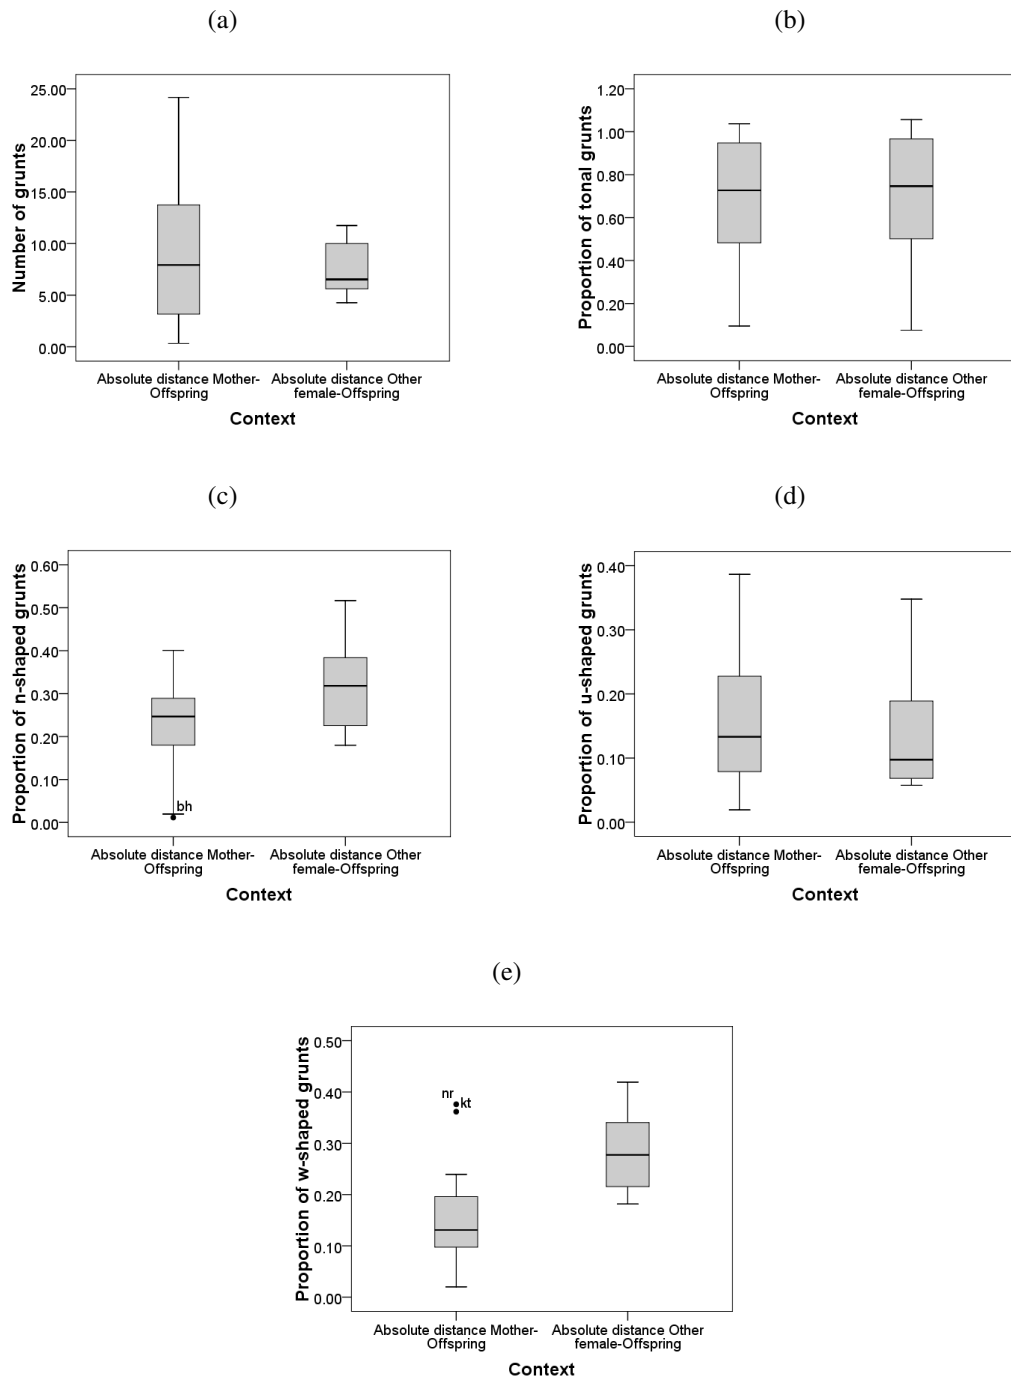 (a)
Number of grunts
25.00
20.00
15.00
10.00
5.00
0.00
Absolute distance Mother-
Offspring
Absolute distance Other
female-Offspring
Context
(b)
Proportion of tonal grunts
1.20
1.00
0.80
0.60
0.40
0.20
0.00
Absolute distance Mother-
Offspring
Absolute distance Other
female-Offspring
Context
(c)
Proportion of n-shaped grunts
0.60
0.50
0.40
0.30
0.20
0.10
0.00
bh
Absolute distance Mother-
Offspring
Absolute distance Other
female-Offspring
Context
(d)
Proportion of u-shaped grunts
0.40
0.30
0.20
0.10
0.00
Absolute distance Mother-
Offspring
Absolute distance Other
female-Offspring
Context
(e)
Proportion of w-shaped grunts
0.50
0.40
0.30
0.20
0.10
0.00
nr
kt
Absolute distance Mother-
Offspring
Absolute distance Other
female-Offspring
Context